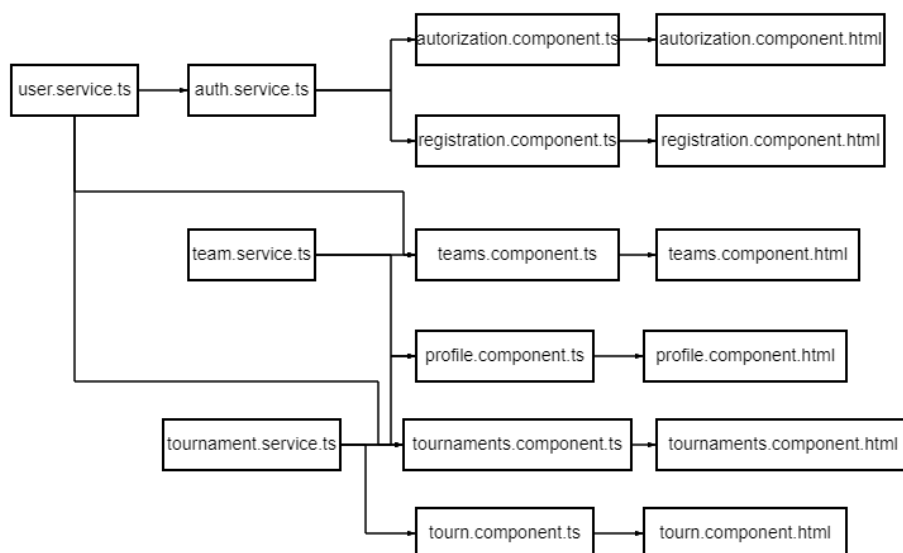 autorization.component.ts
autorization.component.html
user.service.ts
auth.service.ts
registration.component.ts
registration.component.html
team.service.ts
teams.component.ts
teams.component.html
profile.component.ts
profile.component.html
tournament.service.ts
tournaments.component.ts
tournaments.component.html
tourn.component.ts
tourn.component.html